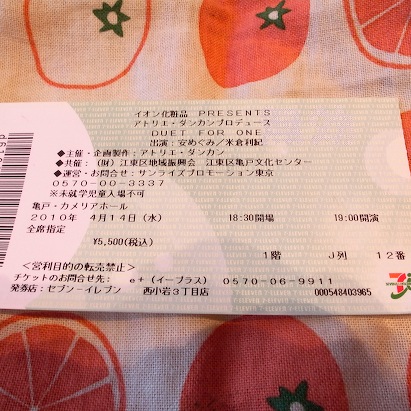 イオン化粧品 PRESENTS
アトリエ・ダンカンプロデュース
DUET FOR ONE
出演：安めぐみ／米倉利紀
◆主催・企画製作：アトリエ・ダンカン
◆共催：（財）江東区地域振興会 江東区亀戸文化センター
◆運営・お問合せ：サンライズプロモーション東京
0570-00-3337
※未就学児童入場不可
亀戸・カメリアホール
2010年 4月14日（水） 18:30開場 19:00開演
全席指定
¥5,500(税込)
1階 J列 12番
＜営利目的の転売禁止＞
チケットのお問合せ先： e+（イープラス） 0570-06-9911
発券店：セブン－イレブン 西小岩３丁目店 000548403965